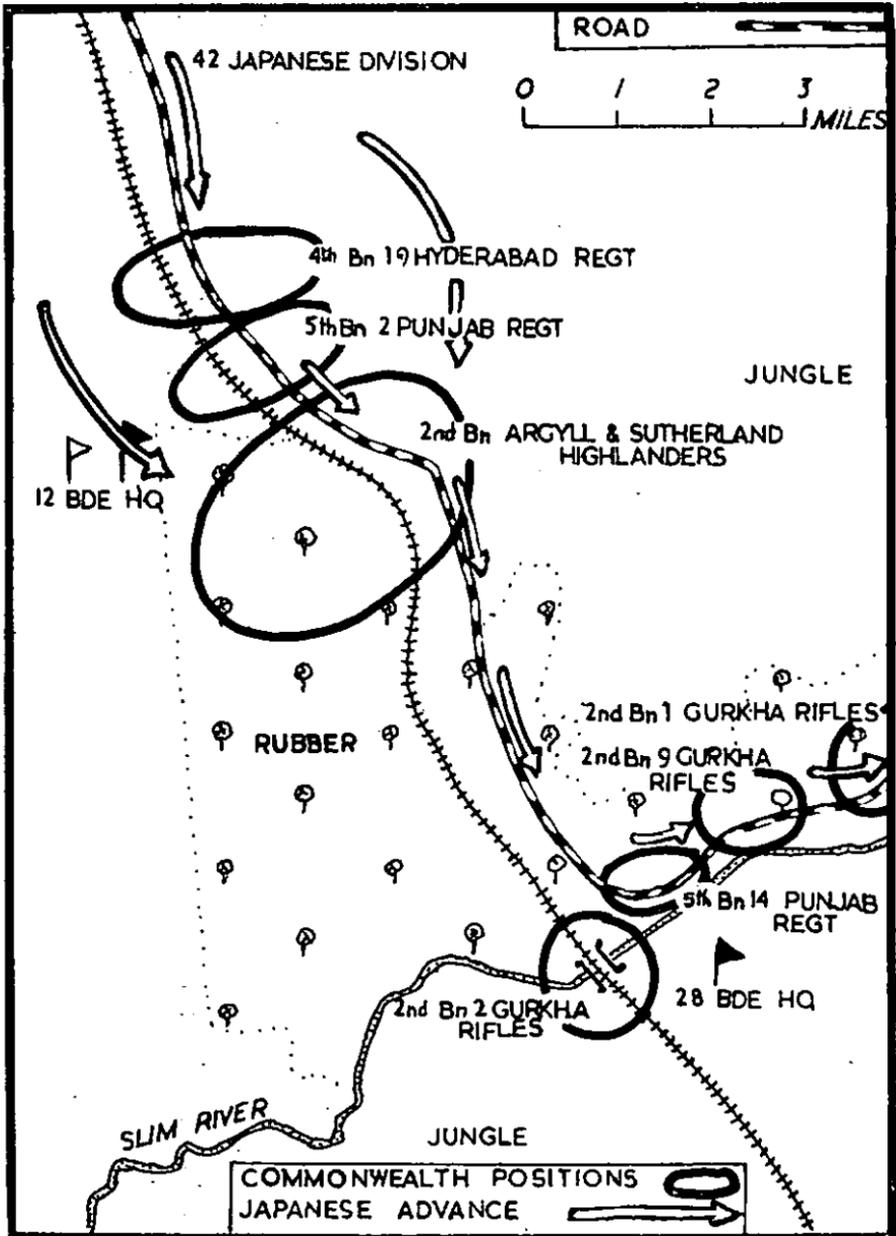 ROAD
42 JAPANESE DIVISION
0 1 2 3
MILES
4th Bn 19 HYDERABAD REGT
5th Bn 2 PUNJAB REGT
JUNGLE
2nd Bn ARGYLL & SUTHERLAND
HIGHLANDERS
12 BDE HQ
2nd Bn 1 GURKHA RIFLES
RUBBER
2nd Bn 9 GURKHA
RIFLES
5th Bn 14 PUNJAB
REGT
28 BDE HQ
2nd Bn 2 GURKHA
RIFLES
SLIM RIVER
JUNGLE
COMMONWEALTH POSITIONS
JAPANESE ADVANCE